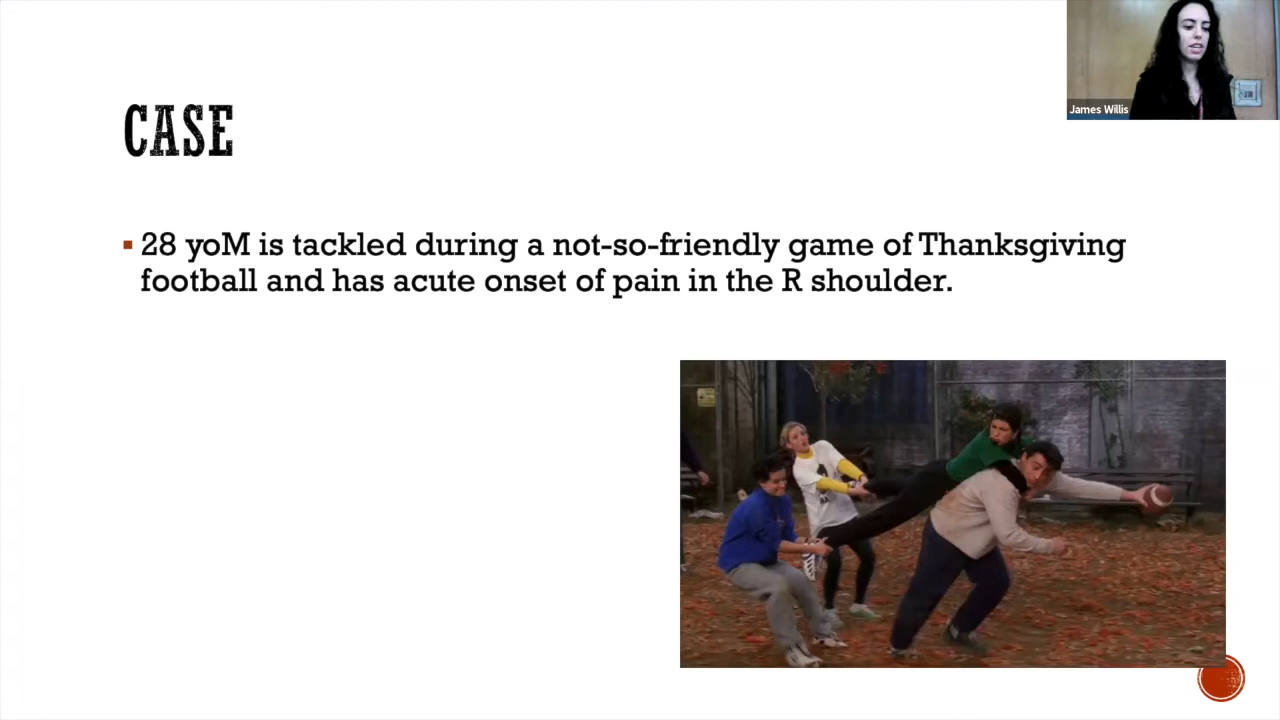 James Willis
CASE
28 yoM is tackled during a not-so-friendly game of Thanksgiving
football and has acute onset of pain in the R shoulder.